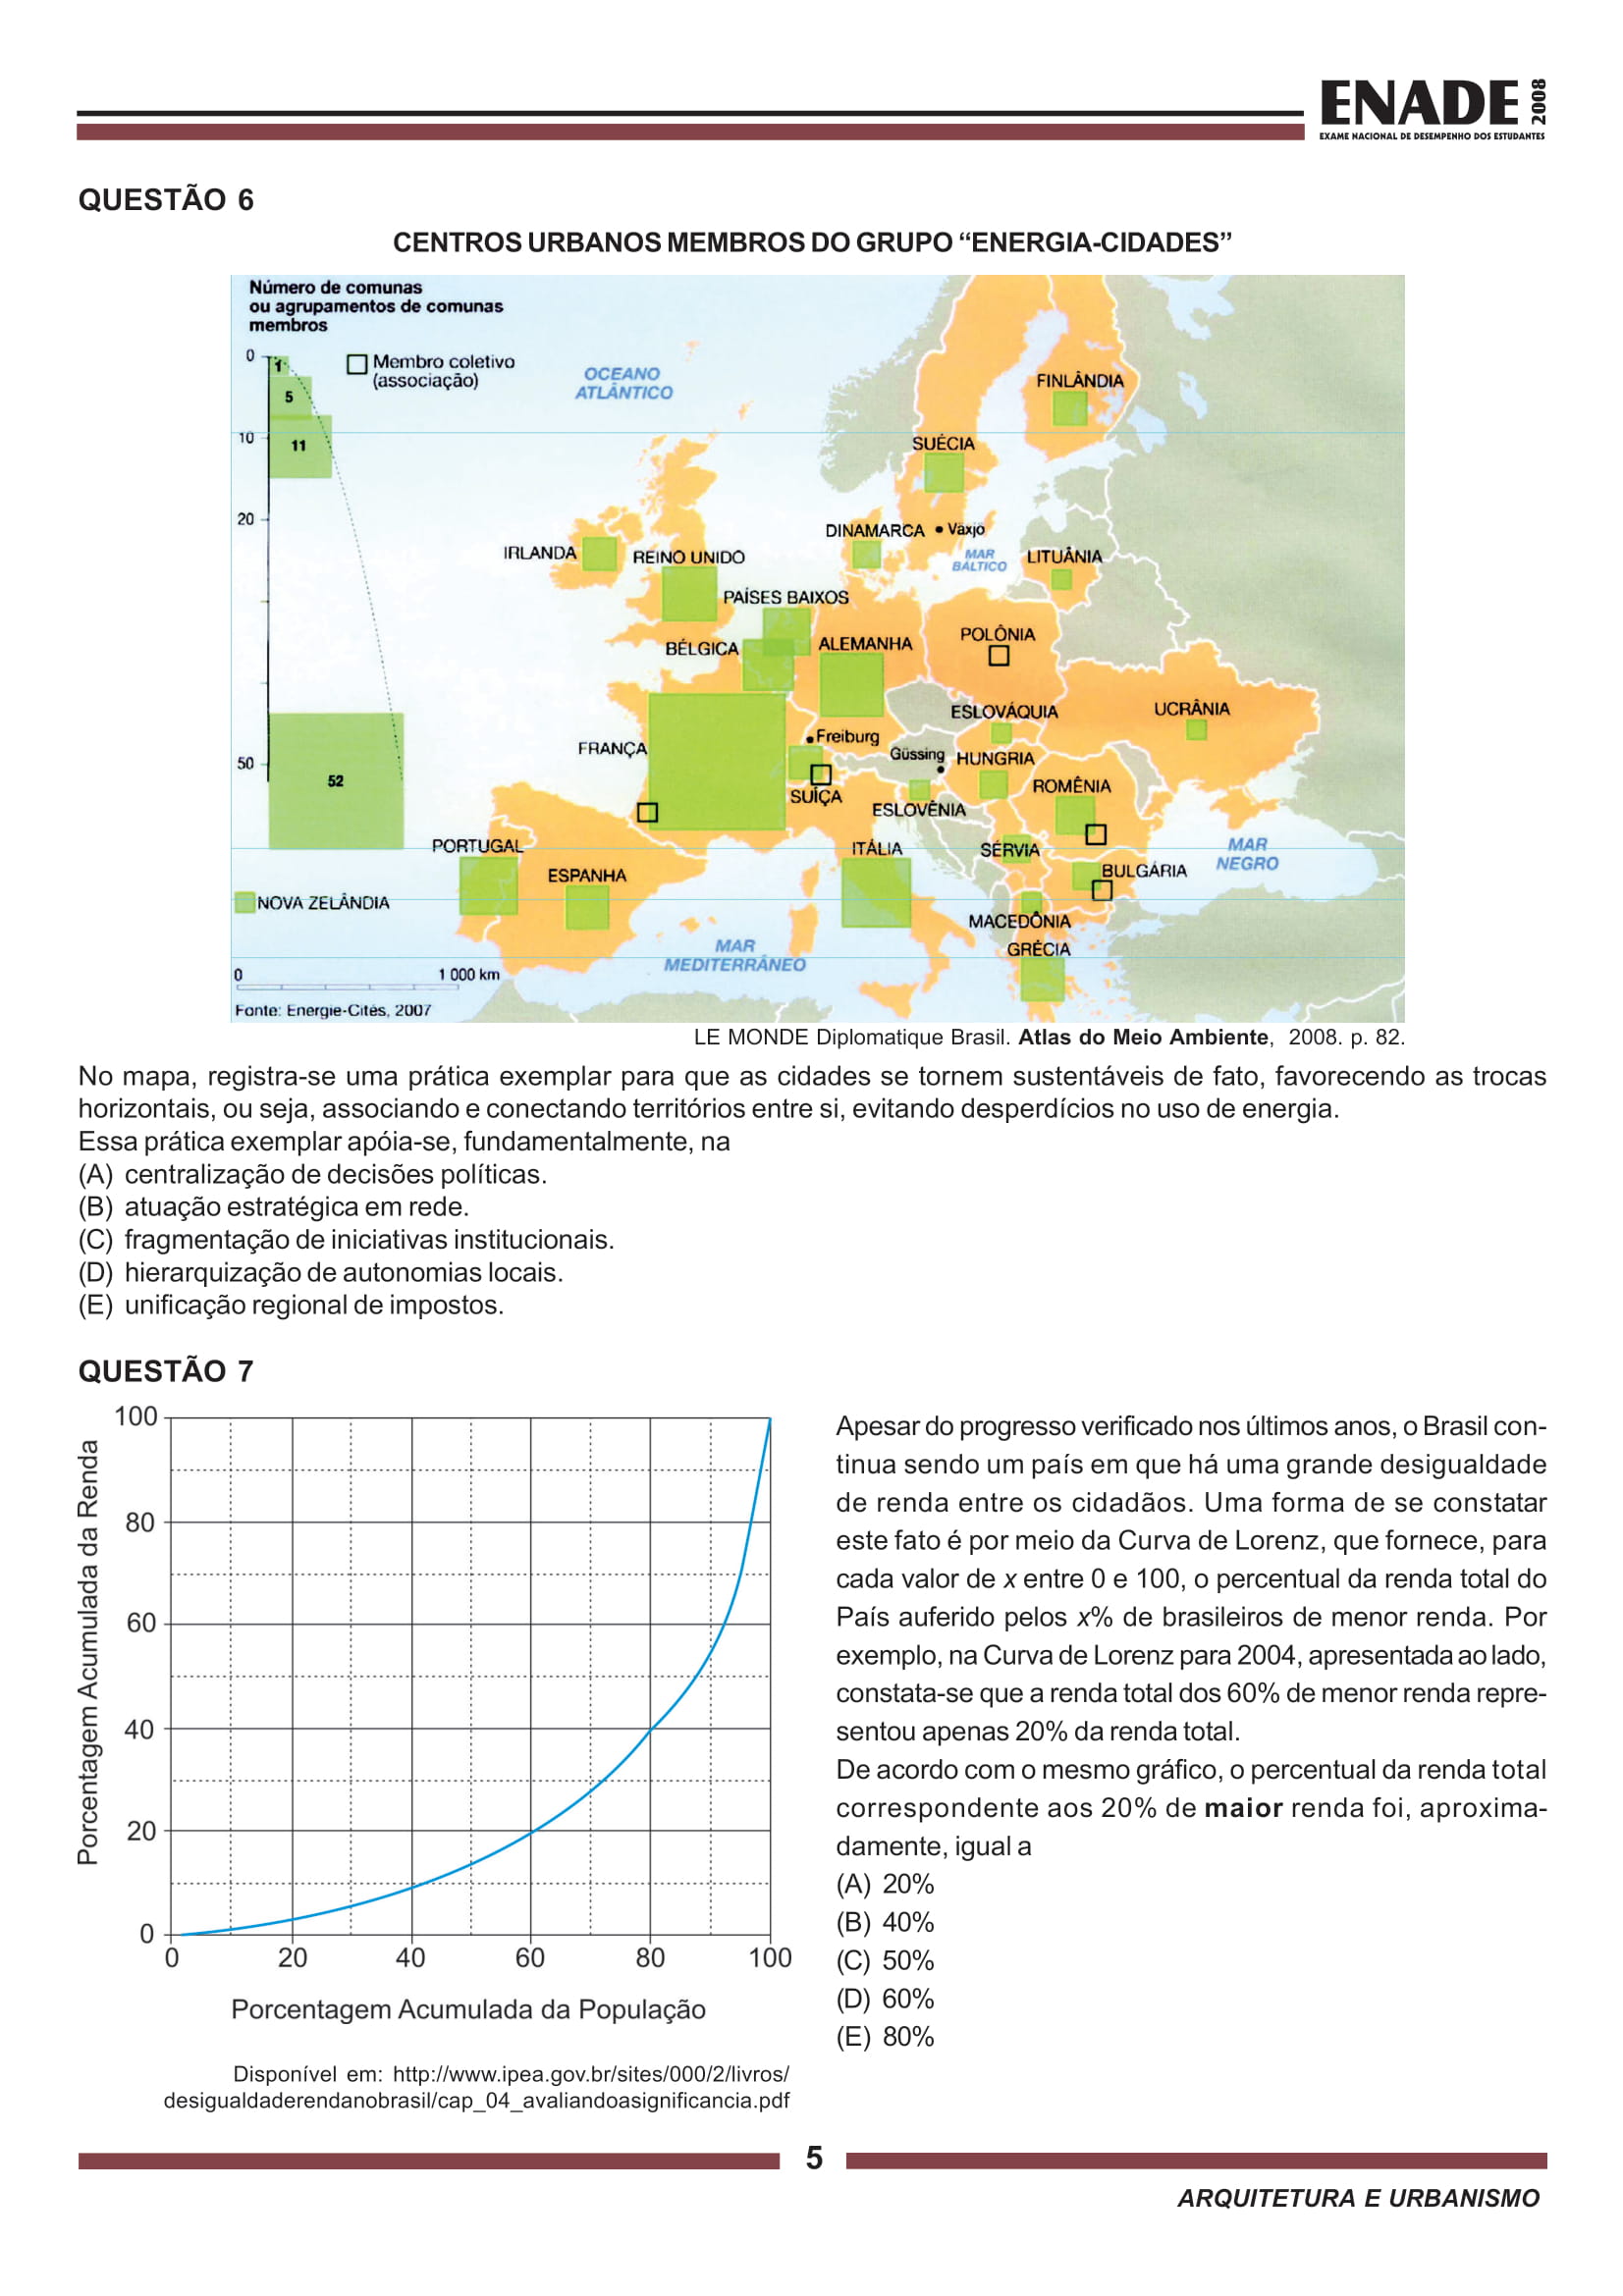 ENADE 2008
EXAME NACIONAL DE DESEMPENHO DOS ESTUDANTES
QUESTÃO 6
CENTROS URBANOS MEMBROS DO GRUPO “ENERGIA-CIDADES”
Número de comunas
ou agrupamentos de comunas
membros
0
1
5
10
11
20
50
52
Membro coletivo
(associação)
OCEANO
ATLÂNTICO
FINLÂNDIA
SUÉCIA
DINAMARCA
Växjo
IRLANDA
REINO UNIDO
MAR
BÁLTICO
LITUÂNIA
PAÍSES BAIXOS
BÉLGICA
ALEMANHA
POLÔNIA
ESLOVÁQUIA
UCRÂNIA
FRANÇA
Freiburg
Güssing
HUNGRIA
SUÍÇA
ESLOVÊNIA
ROMÊNIA
PORTUGAL
ITÁLIA
SÉRVIA
MAR
NEGRO
ESPANHA
BULGÁRIA
NOVA ZELÂNDIA
MACEDÔNIA
MAR
MEDITERRÂNEO
GRÉCIA
0 1 000 km
Fonte: Energie-Cités, 2007
LE MONDE Diplomatique Brasil. Atlas do Meio Ambiente, 2008. p. 82.
No mapa, registra-se uma prática exemplar para que as cidades se tornem sustentáveis de fato, favorecendo as trocas
horizontais, ou seja, associando e conectando territórios entre si, evitando desperdícios no uso de energia.
Essa prática exemplar apóia-se, fundamentalmente, na
(A) centralização de decisões políticas.
(B) atuação estratégica em rede.
(C) fragmentação de iniciativas institucionais.
(D) hierarquização de autonomias locais.
(E) unificação regional de impostos.
QUESTÃO 7
Porcentagem Acumulada da Renda
100
80
60
40
20
0
0 20 40 60 80 100
Porcentagem Acumulada da População
Disponível em: http://www.ipea.gov.br/sites/000/2/livros/
desigualdaderendanobrasil/cap_04_avaliandoasignificancia.pdf
Apesar do progresso verificado nos últimos anos, o Brasil con-
tinua sendo um país em que há uma grande desigualdade
de renda entre os cidadãos. Uma forma de se constatar
este fato é por meio da Curva de Lorenz, que fornece, para
cada valor de x entre 0 e 100, o percentual da renda total do
País auferido pelos x% de brasileiros de menor renda. Por
exemplo, na Curva de Lorenz para 2004, apresentada ao lado,
constata-se que a renda total dos 60% de menor renda repre-
sentou apenas 20% da renda total.
De acordo com o mesmo gráfico, o percentual da renda total
correspondente aos 20% de maior renda foi, aproxima-
damente, igual a
(A) 20%
(B) 40%
(C) 50%
(D) 60%
(E) 80%
5
ARQUITETURA E URBANISMO